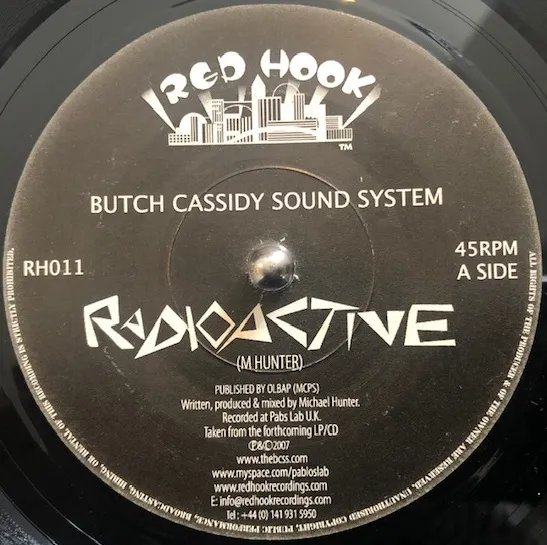 RED HOOK
TM
BUTCH CASSIDY SOUND SYSTEM
RH011
45RPM
A SIDE
RADIOACTIVE
(M HUNTER)
PUBLISHED BY OLBAP (MCPS)
Written, produced & mixed by Michael Hunter.
Recorded at Pabs Lab U.K.
Taken from the forthcoming LP/CD
℗&©2007
www.thebcss.com
www.myspace.com/pabloslab
www.redhookrecordings.com
E: info@redhookrecordings.com
Tel : +44 (0) 141 931 5950
ALL RIGHTS OF THE PRODUCER & OF THE OWNER ARE RESERVED. UNAUTHORISED COPYRIGHT, PUBLIC PERFORMANCE, BROADCASTING, HIRING, OR RENTAL OF THIS RECORDING IS STRICTLY PROHIBITED.